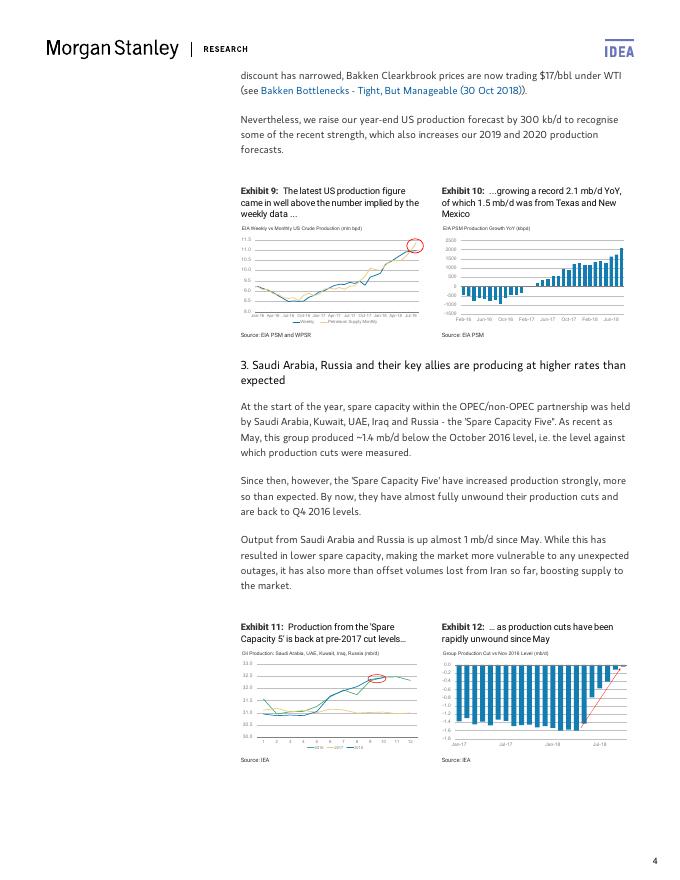 Morgan Stanley | RESEARCH
IDEA
discount has narrowed, Bakken Clearkbrook prices are now trading $17/bbl under WTI
(see Bakken Bottlenecks - Tight, But Manageable (30 Oct 2018)).
Nevertheless, we raise our year-end US production forecast by 300 kb/d to recognise
some of the recent strength, which also increases our 2019 and 2020 production
forecasts.
Exhibit 9: The latest US production figure
came in well above the number implied by the
weekly data ...
EIA Weekly vs Monthly US Crude Production (mln bpd)
11.5
11.0
10.5
10.0
9.5
9.0
8.5
8.0
Jan-16 Apr-16 Jul-16 Oct-16 Jan-17 Apr-17 Jul-17 Oct-17 Jan-18 Apr-18 Jul-18
Weekly Petroleum Supply Monthly
Source: EIA PSM and WPSR
Exhibit 10: ...growing a record 2.1 mb/d YoY,
of which 1.5 mb/d was from Texas and New
Mexico
EIA PSM Production Growth YoY (kbpd)
2500
2000
1500
1000
500
0
-500
-1000
-1500
Feb-16 Jun-16 Oct-16 Feb-17 Jun-17 Oct-17 Feb-18 Jun-18
Source: EIA PSM
3. Saudi Arabia, Russia and their key allies are producing at higher rates than
expected
At the start of the year, spare capacity within the OPEC/non-OPEC partnership was held
by Saudi Arabia, Kuwait, UAE, Iraq and Russia - the 'Spare Capacity Five". As recent as
May, this group produced ~1.4 mb/d below the October 2016 level, i.e. the level against
which production cuts were measured.
Since then, however, the 'Spare Capacity Five' have increased production strongly, more
so than expected. By now, they have almost fully unwound their production cuts and
are back to Q4 2016 levels.
Output from Saudi Arabia and Russia is up almost 1 mb/d since May. While this has
resulted in lower spare capacity, making the market more vulnerable to any unexpected
outages, it has also more than offset volumes lost from Iran so far, boosting supply to
the market.
Exhibit 11: Production from the 'Spare
Capacity 5' is back at pre-2017 cut levels...
Oil Production: Saudi Arabia, UAE, Kuwait, Iraq, Russia (mb/d)
33.0
32.5
32.0
31.5
31.0
30.5
30.0
1 2 3 4 5 6 7 8 9 10 11 12
2016 2017 2018
Source: IEA
Exhibit 12: ... as production cuts have been
rapidly unwound since May
Group Production Cut vs Nov 2016 Level (mb/d)
0.0
-0.2
-0.4
-0.6
-0.8
-1.0
-1.2
-1.4
-1.6
-1.8
Jan-17 Jul-17 Jan-18 Jul-18
Source: IEA
4